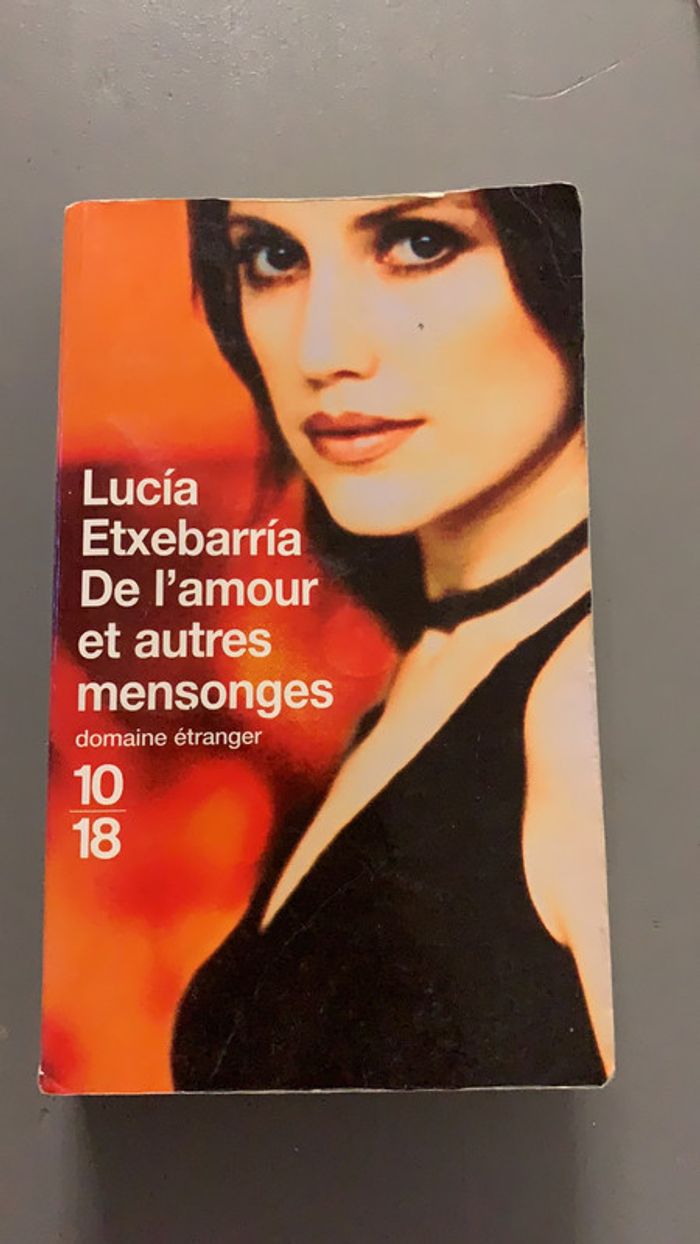 Lucía
Etxebarría
De l'amour
et autres
mensonges
domaine étranger
10
18